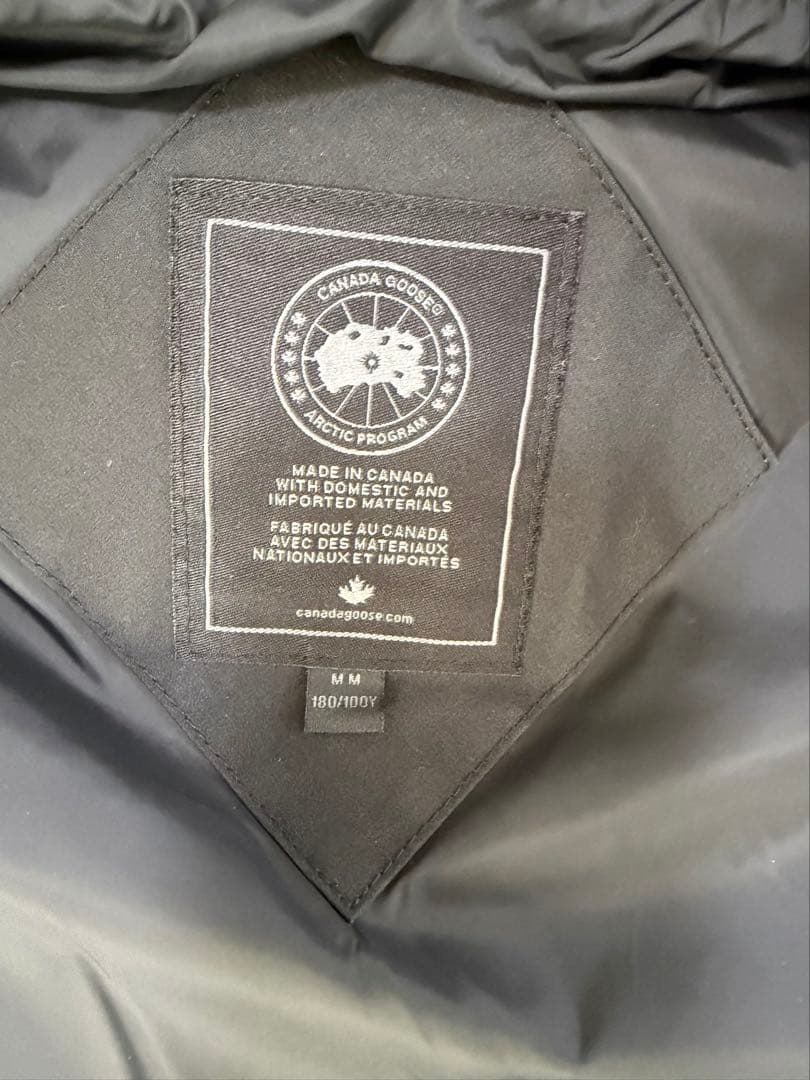 CANADA GOOSE®
ARCTIC PROGRAM
MADE IN CANADA
WITH DOMESTIC AND
IMPORTED MATERIALS
FABRIQUÉ AU CANADA
AVEC DES MATERIAUX
NATIONAUX ET IMPORTÉS
canadagoose.com
M M
180/100Y